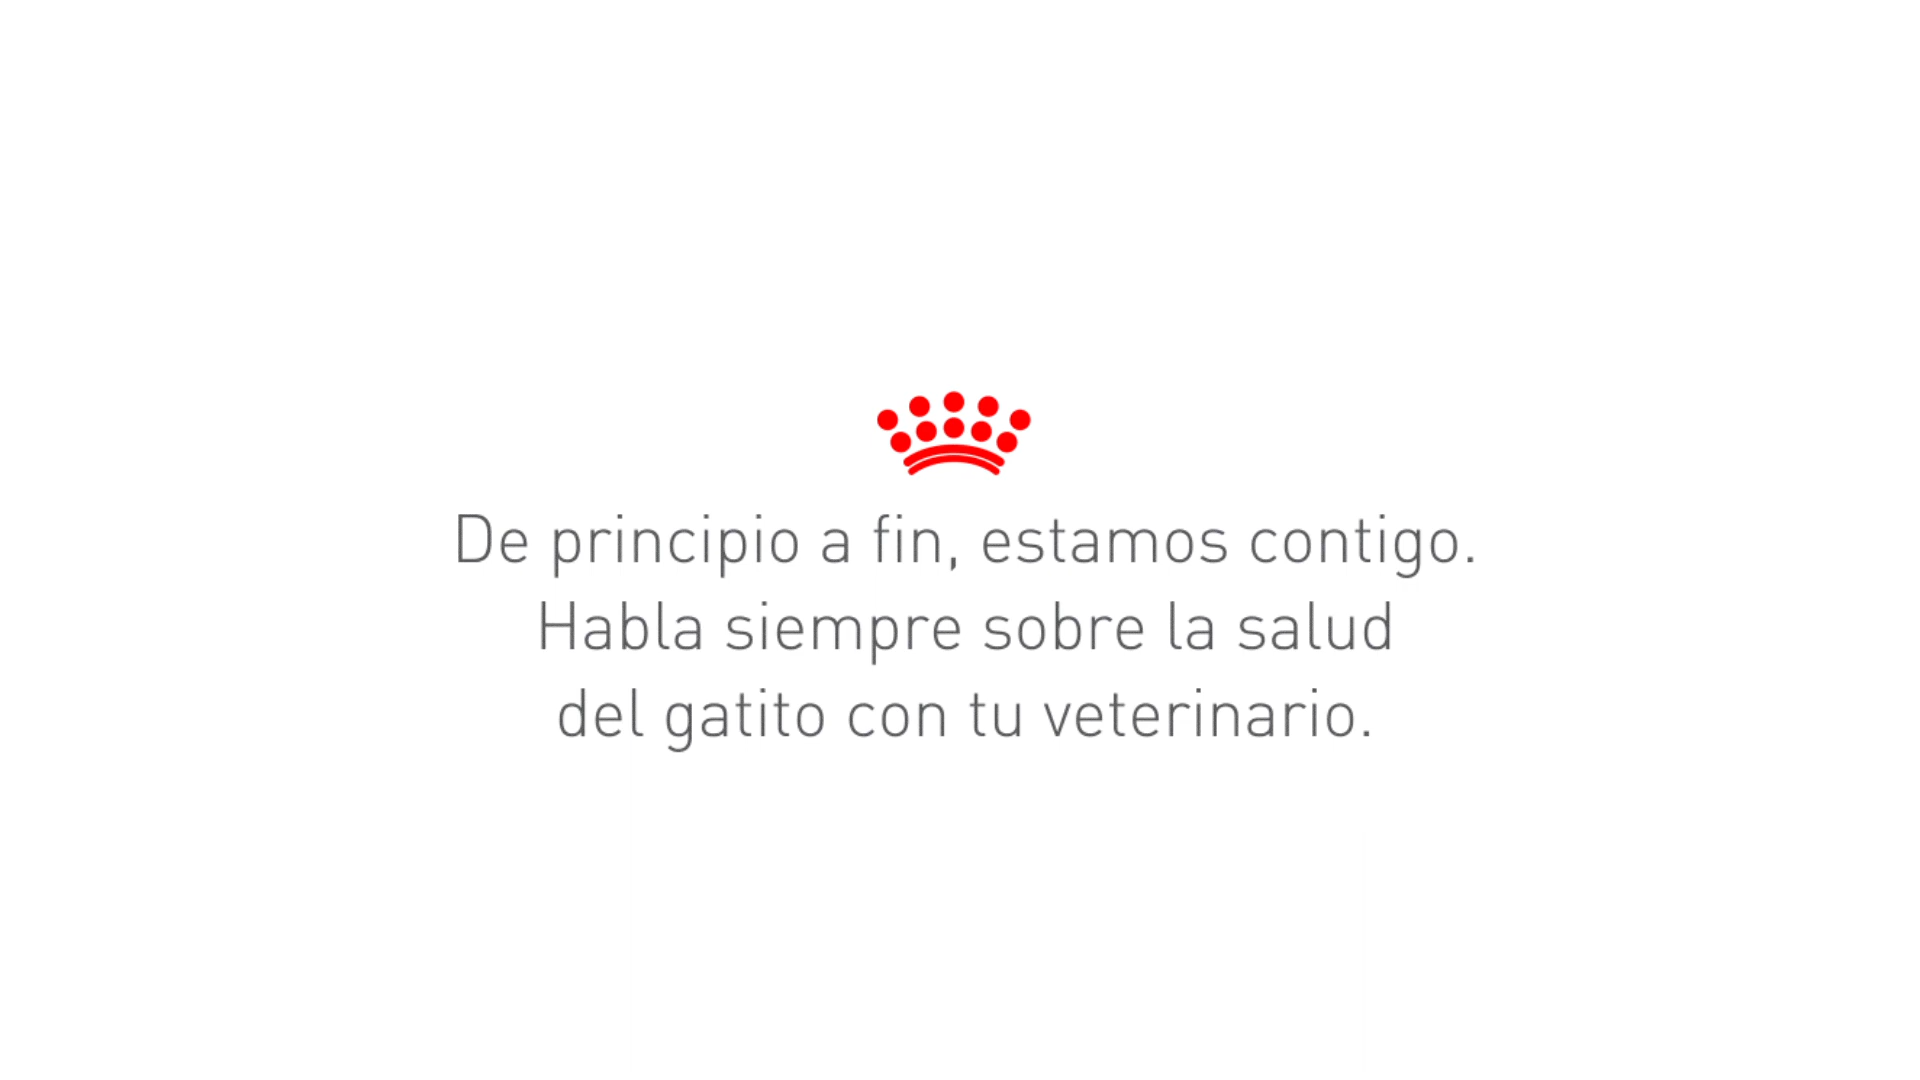 De principio a fin, estamos contigo.
Habla siempre sobre la salud
del gatito con tu veterinario.